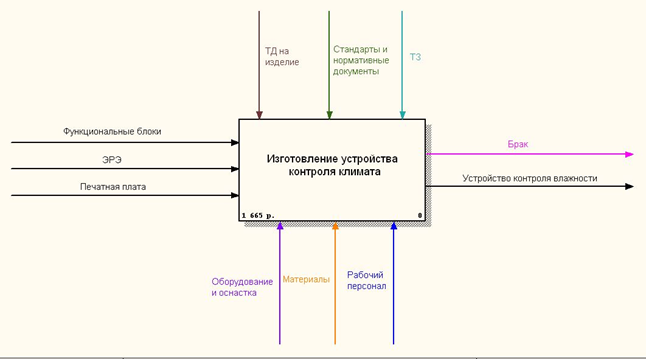 ТД на
изделие
Стандарты и
нормативные
документы
ТЗ
Функциональные блоки
ЭРЭ
Печатная плата
Изготовление устройства
контроля климата
1 665 р.
0
Брак
Устройство контроля влажности
Оборудование
и оснастка
Материалы
Рабочий
персонал